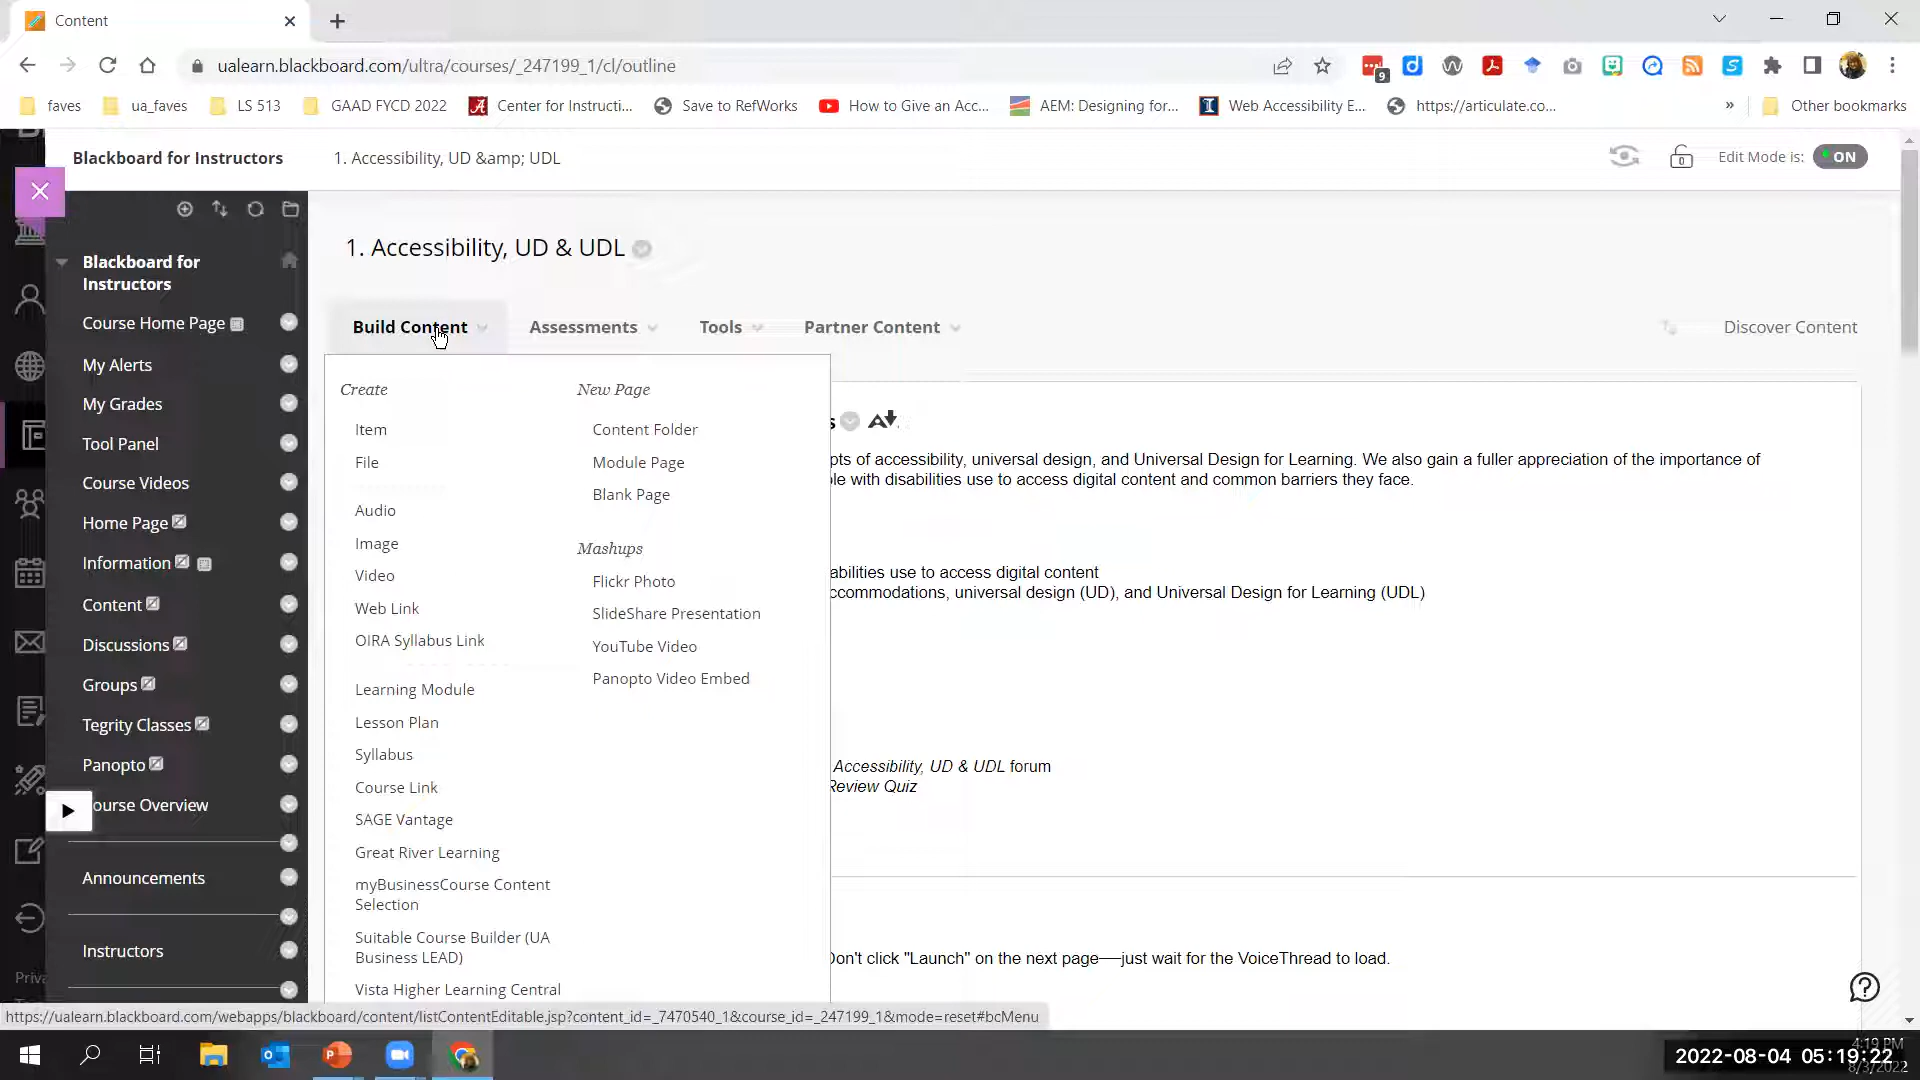 Content
ualearn.blackboard.com/ultra/courses/_247199_1/cl/outline
9
faves
ua_faves
LS 513
GAAD FYCD 2022
Center for Instructi...
Save to RefWorks
How to Give an Acc...
AEM: Designing for...
Web Accessibility E...
https://articulate.co...
»
Other bookmarks
Blackboard for Instructors
1. Accessibility, UD &amp; UDL
Edit Mode is:
ON
Blackboard for
Instructors
Course Home Page
My Alerts
My Grades
Tool Panel
Course Videos
Home Page
Information
Content
Discussions
Groups
Tegrity Classes
Panopto
ourse Overview
Announcements
Instructors
Priva
1. Accessibility, UD & UDL
Build Content
Assessments
Tools
Partner Content
Discover Content
Create
Item
File
Audio
Image
Video
Web Link
OIRA Syllabus Link
Learning Module
Lesson Plan
Syllabus
Course Link
SAGE Vantage
Great River Learning
myBusinessCourse Content
Selection
Suitable Course Builder (UA
Business LEAD)
Vista Higher Learning Central
New Page
Content Folder
Module Page
Blank Page
Mashups
Flickr Photo
SlideShare Presentation
YouTube Video
Panopto Video Embed
s
pts of accessibility, universal design, and Universal Design for Learning. We also gain a fuller appreciation of the importance of
le with disabilities use to access digital content and common barriers they face.
abilities use to access digital content
ccommodations, universal design (UD), and Universal Design for Learning (UDL)
Accessibility, UD & UDL forum
Review Quiz
Don't click "Launch" on the next page—just wait for the VoiceThread to load.
https://ualearn.blackboard.com/webapps/blackboard/content/listContentEditable.jsp?content_id=_7470540_1&course_id=_247199_1&mode=reset#bcMenu
4:19 PM
2022-08-04 05:19:22
8/3/2022